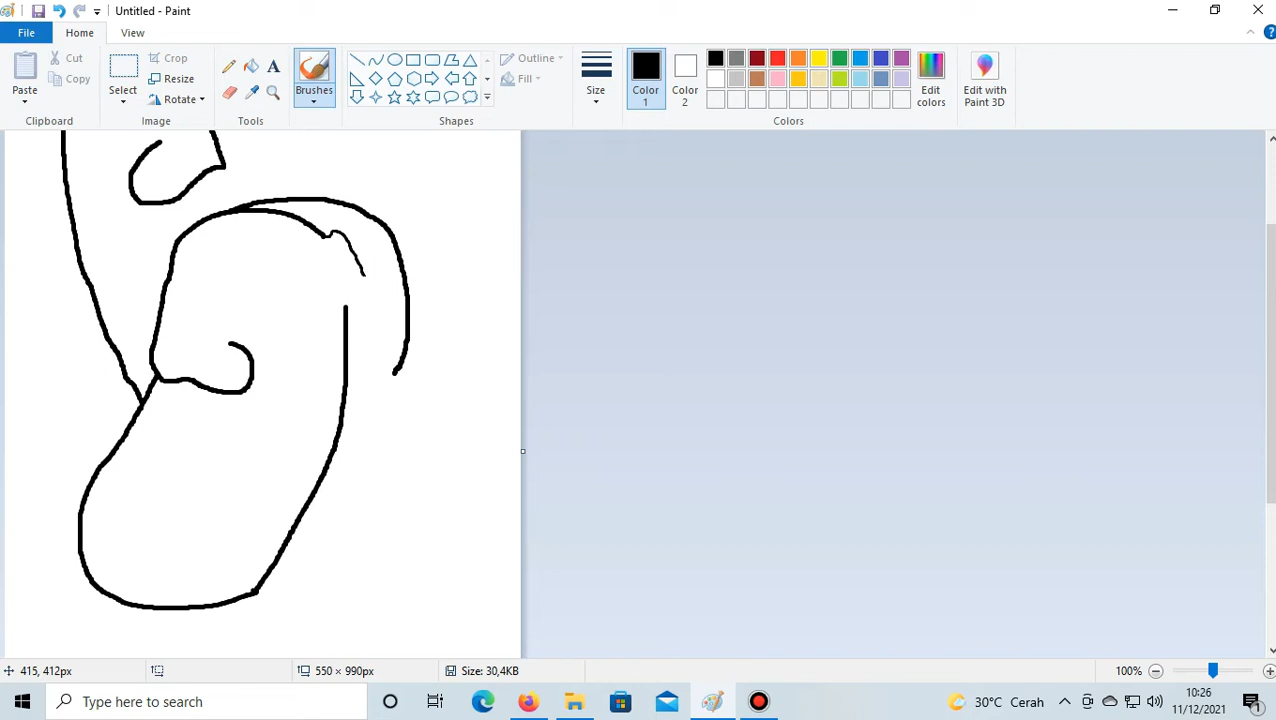 Untitled - Paint
File Home View
Paste Cut Copy Clipboard
Select Crop Resize Rotate Image
Tools
Brushes
Shapes Outline Fill
Size
Color 1
Color 2
Edit colors
Colors
Edit with Paint 3D
415, 412px 550 × 990px Size: 30,4KB 100%
Type here to search 30°C Cerah 10:26
11/12/2021 1